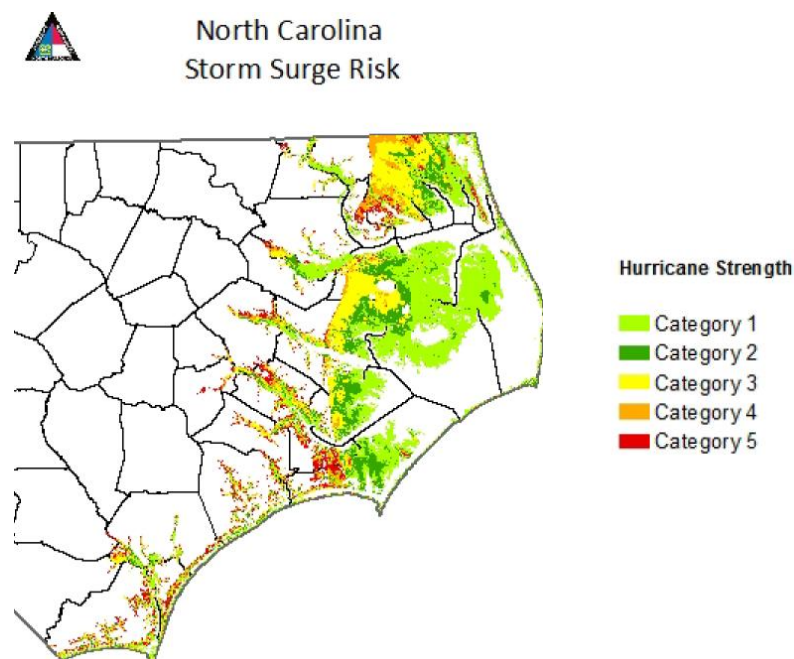 North Carolina
Storm Surge Risk
Hurricane Strength
Category 1
Category 2
Category 3
Category 4
Category 5